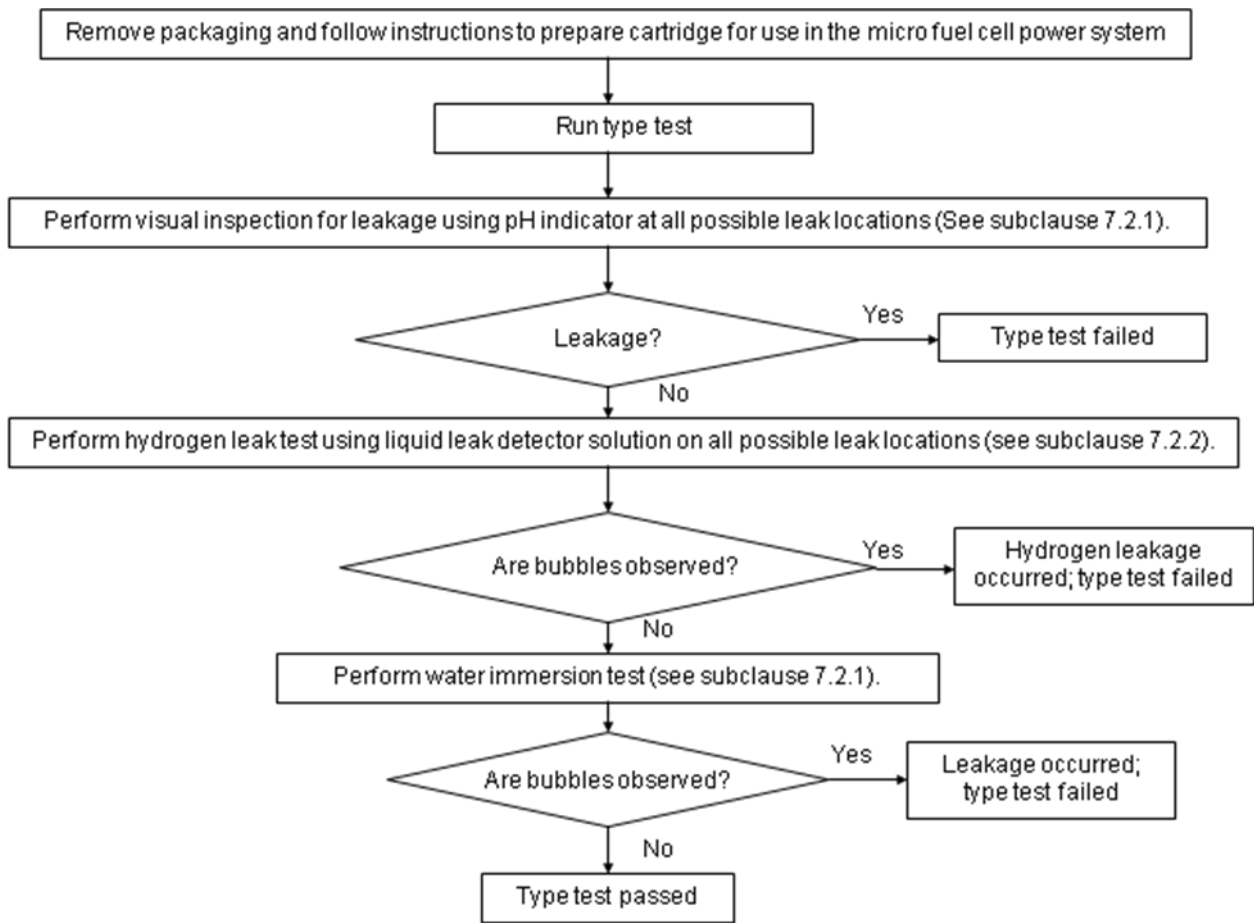 Remove packaging and follow instructions to prepare cartridge for use in the micro fuel cell power system
Run type test
Perform visual inspection for leakage using pH indicator at all possible leak locations (See subclause 7.2.1).
Leakage?
Yes
Type test failed
No
Perform hydrogen leak test using liquid leak detector solution on all possible leak locations (see subclause 7.2.2).
Are bubbles observed?
Yes
Hydrogen leakage
occurred; type test failed
No
Perform water immersion test (see subclause 7.2.1).
Are bubbles observed?
Yes
Leakage occurred;
type test failed
No
Type test passed